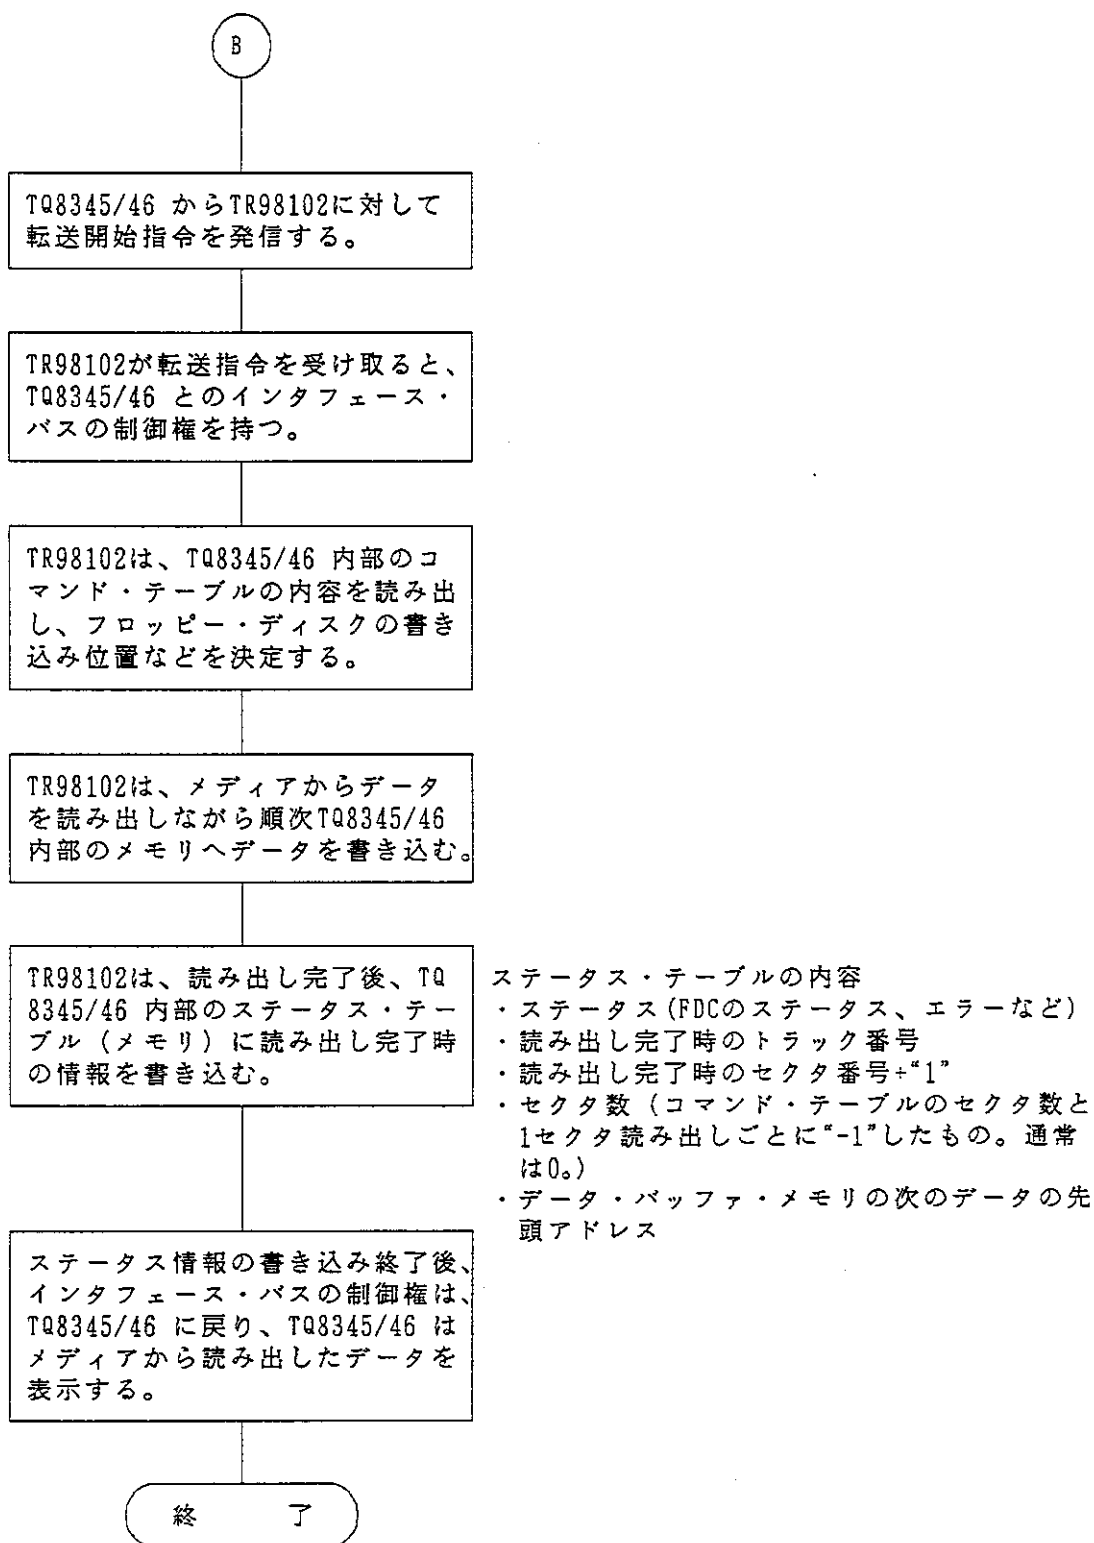 B
TQ8345/46 からTR98102に対して
転送開始指令を発信する。
TR98102が転送指令を受け取ると、
TQ8345/46 とのインタフェース・
バスの制御権を持つ。
TR98102は、TQ8345/46 内部のコ
マンド・テーブルの内容を読み出
し、フロッピー・ディスクの書き
込み位置などを決定する。
TR98102は、メディアからデータ
を読み出しながら順次TQ8345/46
内部のメモリへデータを書き込む。
TR98102は、読み出し完了後、TQ
8345/46 内部のステータス・テー
ブル（メモリ）に読み出し完了時
の情報を書き込む。
ステータス・テーブルの内容
・ステータス(FDCのステータス、エラーなど)
・読み出し完了時のトラック番号
・読み出し完了時のセクタ番号+“1”
・セクタ数（コマンド・テーブルのセクタ数と
1セクタ読み出しごとに“-1”したもの。通常
は0。)
・データ・バッファ・メモリの次のデータの先
頭アドレス
ステータス情報の書き込み終了後、
インタフェース・バスの制御権は、
TQ8345/46 に戻り、TQ8345/46 は
メディアから読み出したデータを
表示する。
終　了